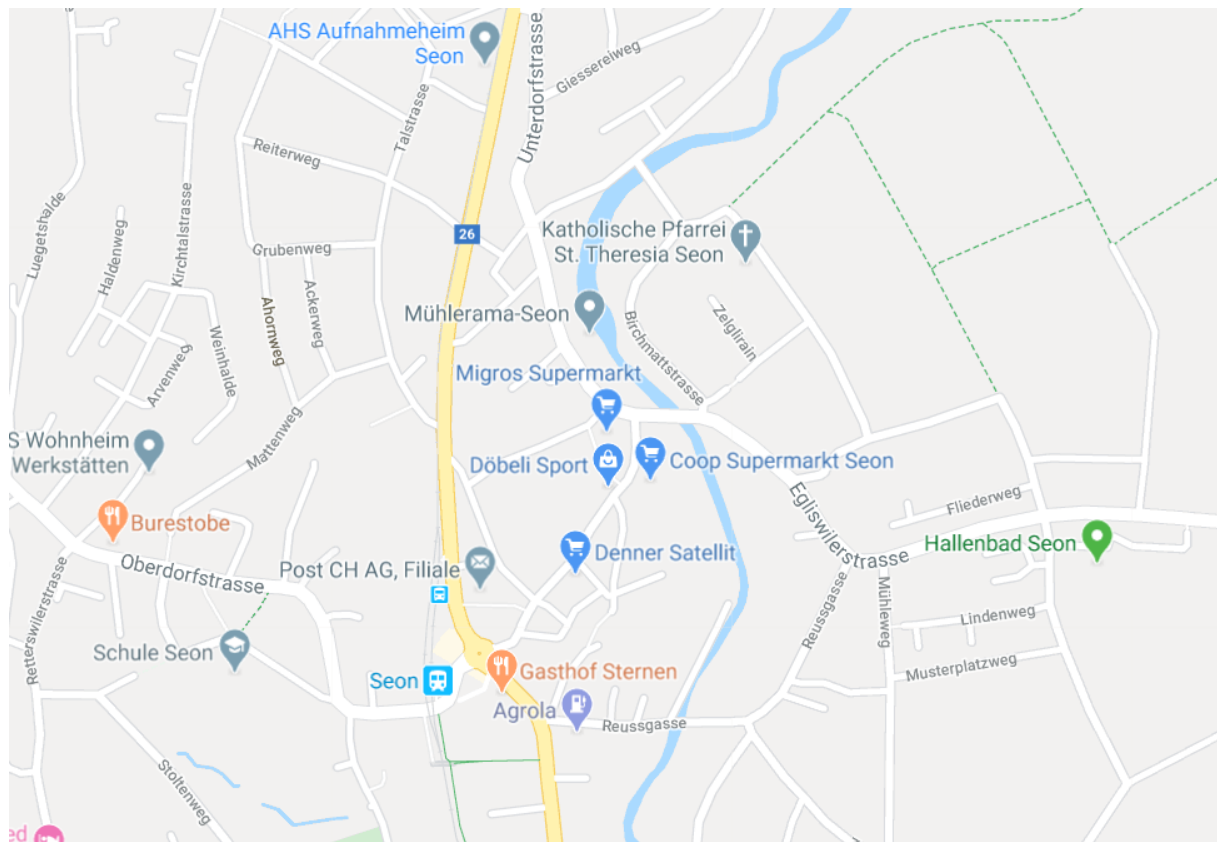 AHS Aufnahmeheim
Seon
Giessereiweg
Unterdorfstrasse
Talstrasse
Reiterweg
Kirchtalstrasse
Luegetshalde
Haldenweg
Grubenweg
26
Katholische Pfarrei
St. Theresia Seon
Ackerweg
Ahornweg
Weinhalde
Arvenweg
Mühlerama-Seon
Zelglirain
Birchmattstrasse
Migros Supermarkt
S Wohnheim
Werkstätten
Mattenweg
Döbeli Sport
Coop Supermarkt Seon
Egliswilerstrasse
Fliederweg
Burestobe
Hallenbad Seon
Denner Satellit
Oberdorfstrasse
Post CH AG, Filiale
Retterswilerstrasse
Reussgasse
Mühleweg
Lindenweg
Schule Seon
Musterplatzweg
Seon
Gasthof Sternen
Agrola
Reussgasse
Stoltenweg
ed